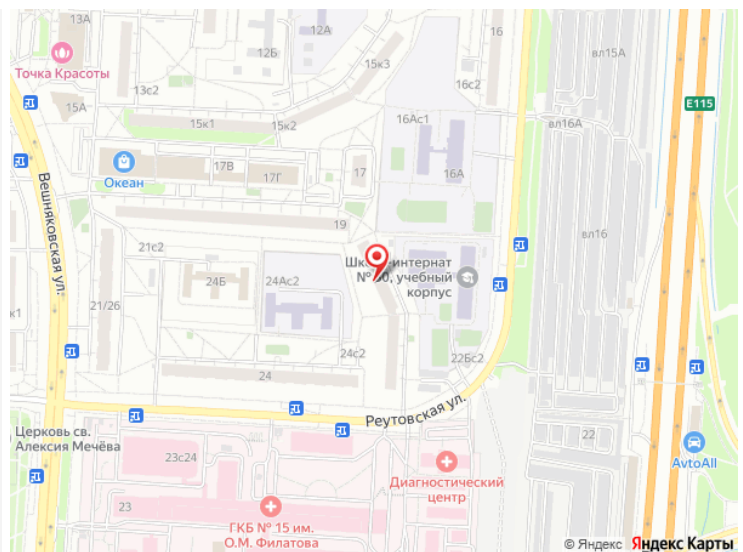 13А
12А
16
Точка Красоты
12Б
15к3
вл15А
13с2
16с2
E115
15А
15к1
15к2
16Ас1
вл16А
17В
17Г
17
16А
Океан
Вешняковская ул.
19
21с2
вл16
Шк
интернат
№
0, учебный
корпус
24Б
24Ас2
21/26
к1
24с2
22Бс2
24
Реутовская ул.
Церковь св.
Алексия Мечёва
22
23с24
AvtoAll
Диагностический
центр
23
ГКБ № 15 им.
О.М. Филатова
© Яндекс Яндекс Карты